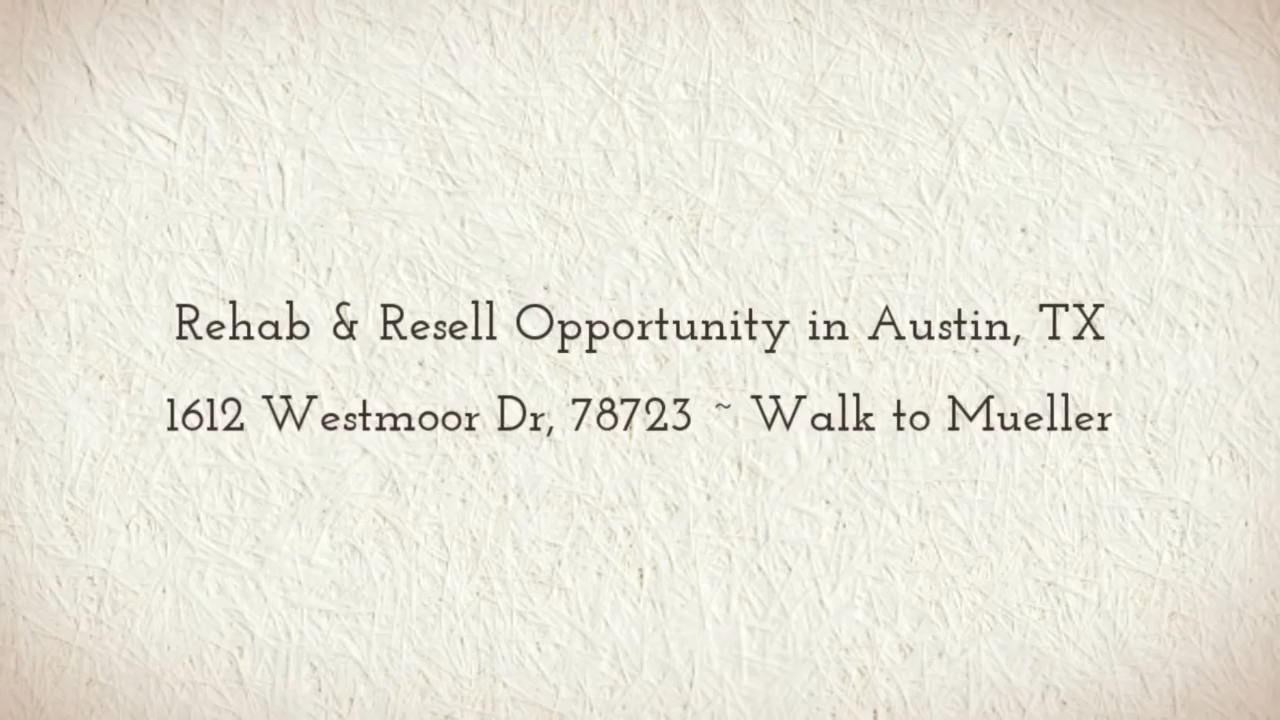 Rehab & Resell Opportunity in Austin, TX
1612 Westmoor Dr, 78723 ~ Walk to Mueller